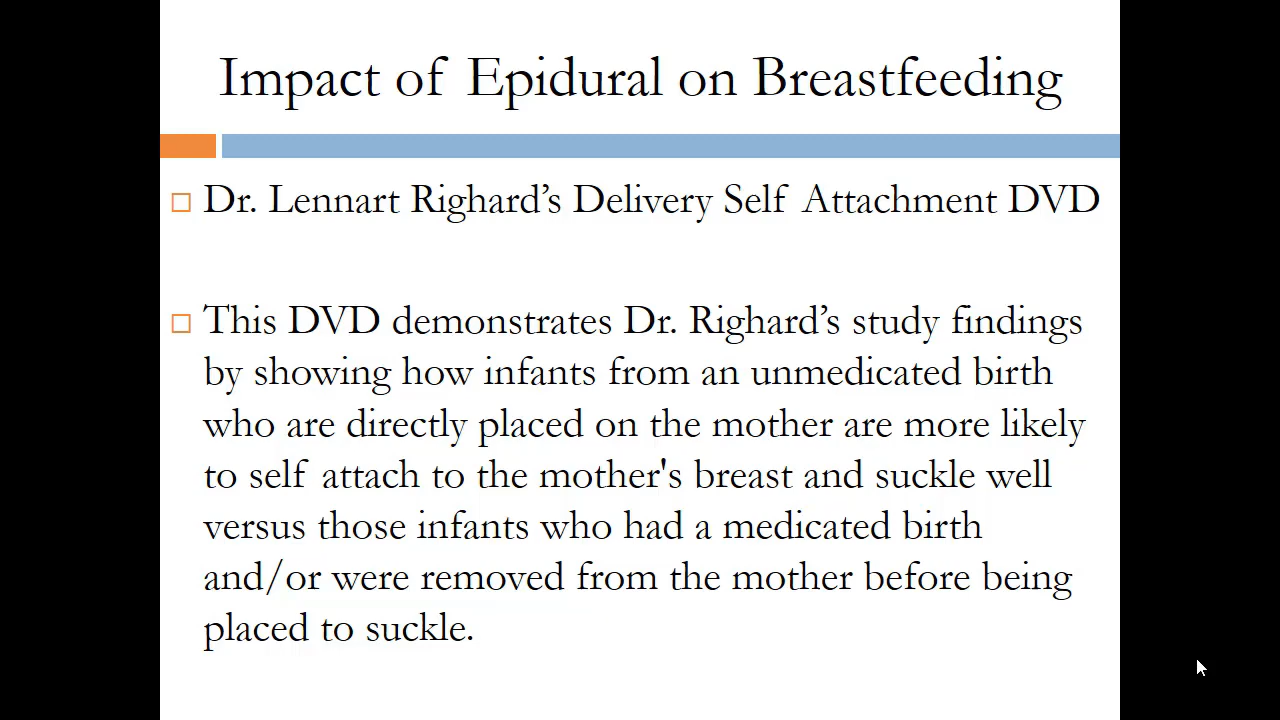 Impact of Epidural on Breastfeeding
Dr. Lennart Righard’s Delivery Self Attachment DVD
This DVD demonstrates Dr. Righard’s study findings
by showing how infants from an unmedicated birth
who are directly placed on the mother are more likely
to self attach to the mother's breast and suckle well
versus those infants who had a medicated birth
and/or were removed from the mother before being
placed to suckle.